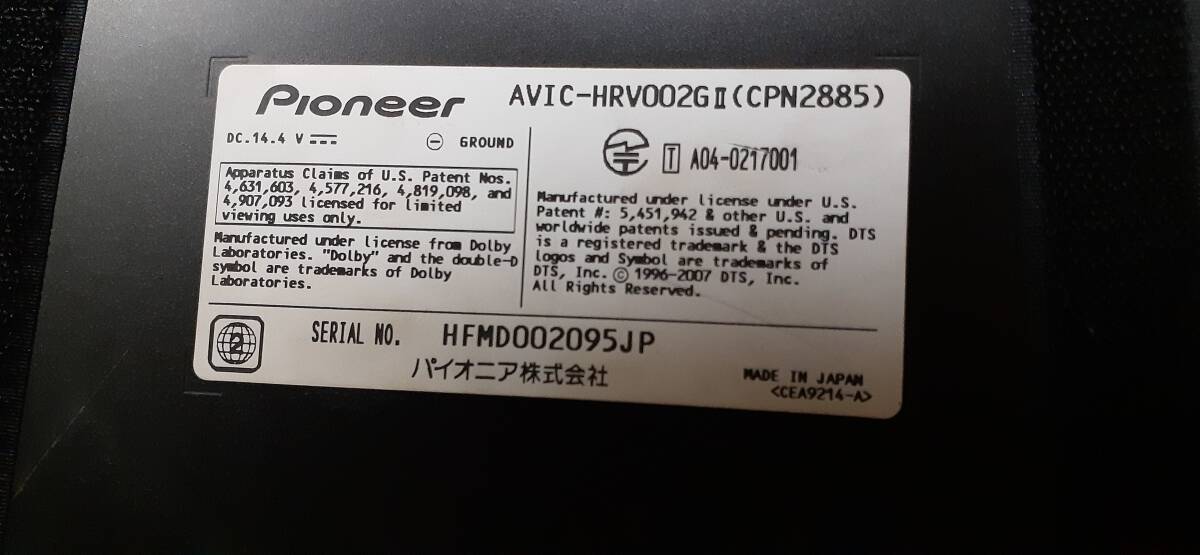 Pioneer
AVIC-HRV002GⅡ(CPN2885)
DC.14.4 V
GROUND
Apparatus Claims of U.S. Patent Nos.
4,631,603, 4,577,216, 4,819,098, and
4,907,093 licensed for limited
viewing uses only.
Manufactured under license from Dolby
Laboratories. "Dolby" and the double-D
symbol are trademarks of Dolby
Laboratories.
T A04-0217001
Manufactured under license under U.S.
Patent #: 5,451,942 & other U.S. and
worldwide patents issued & pending. DTS
is a registered trademark & the DTS
logos and Symbol are trademarks of
DTS, Inc. © 1996-2007 DTS, Inc.
All Rights Reserved.
2
SERIAL NO. HFMD002095JP
パイオニア株式会社
MADE IN JAPAN
<CEA9214-A>